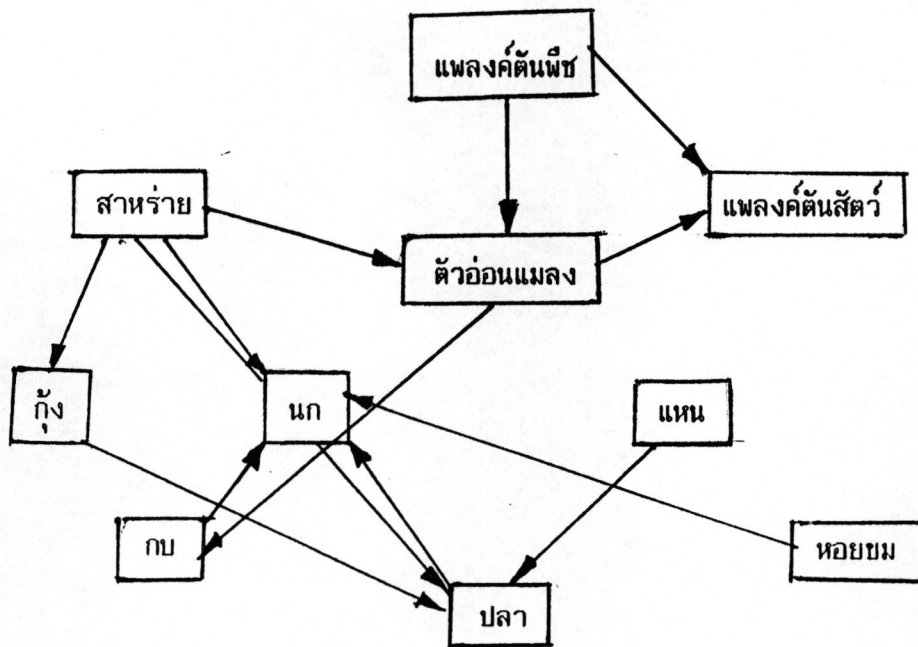 แพลงค์ตันพืช
สาหร่าย
แพลงค์ตันสัตว์
ตัวอ่อนแมลง
กุ้ง
นก
แหน
กบ
หอยขม
ปลา